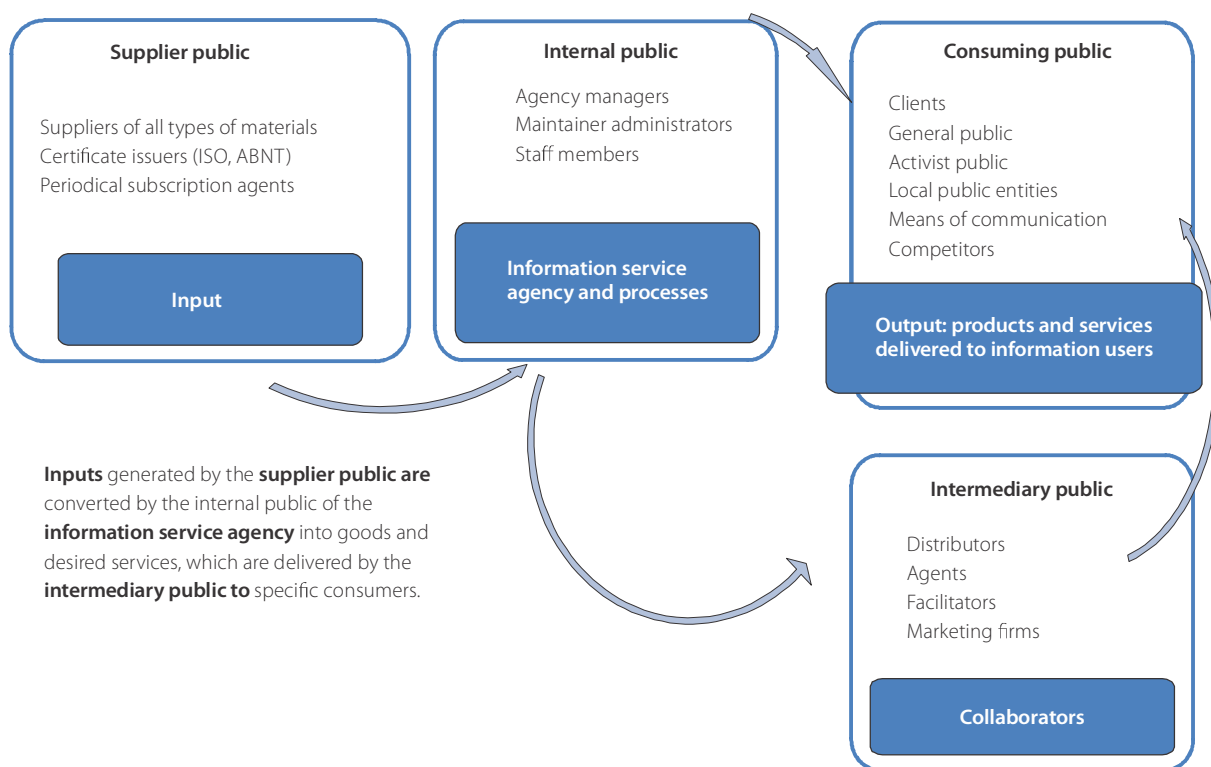 Supplier public
Suppliers of all types of materials
Certificate issuers (ISO, ABNT)
Periodical subscription agents
Input
Internal public
Agency managers
Maintainer administrators
Staff members
Information service
agency and processes
Consuming public
Clients
General public
Activist public
Local public entities
Means of communication
Competitors
Output: products and services
delivered to information users
Inputs generated by the supplier public are
converted by the internal public of the
information service agency into goods and
desired services, which are delivered by the
intermediary public to specific consumers.
Intermediary public
Distributors
Agents
Facilitators
Marketing firms
Collaborators